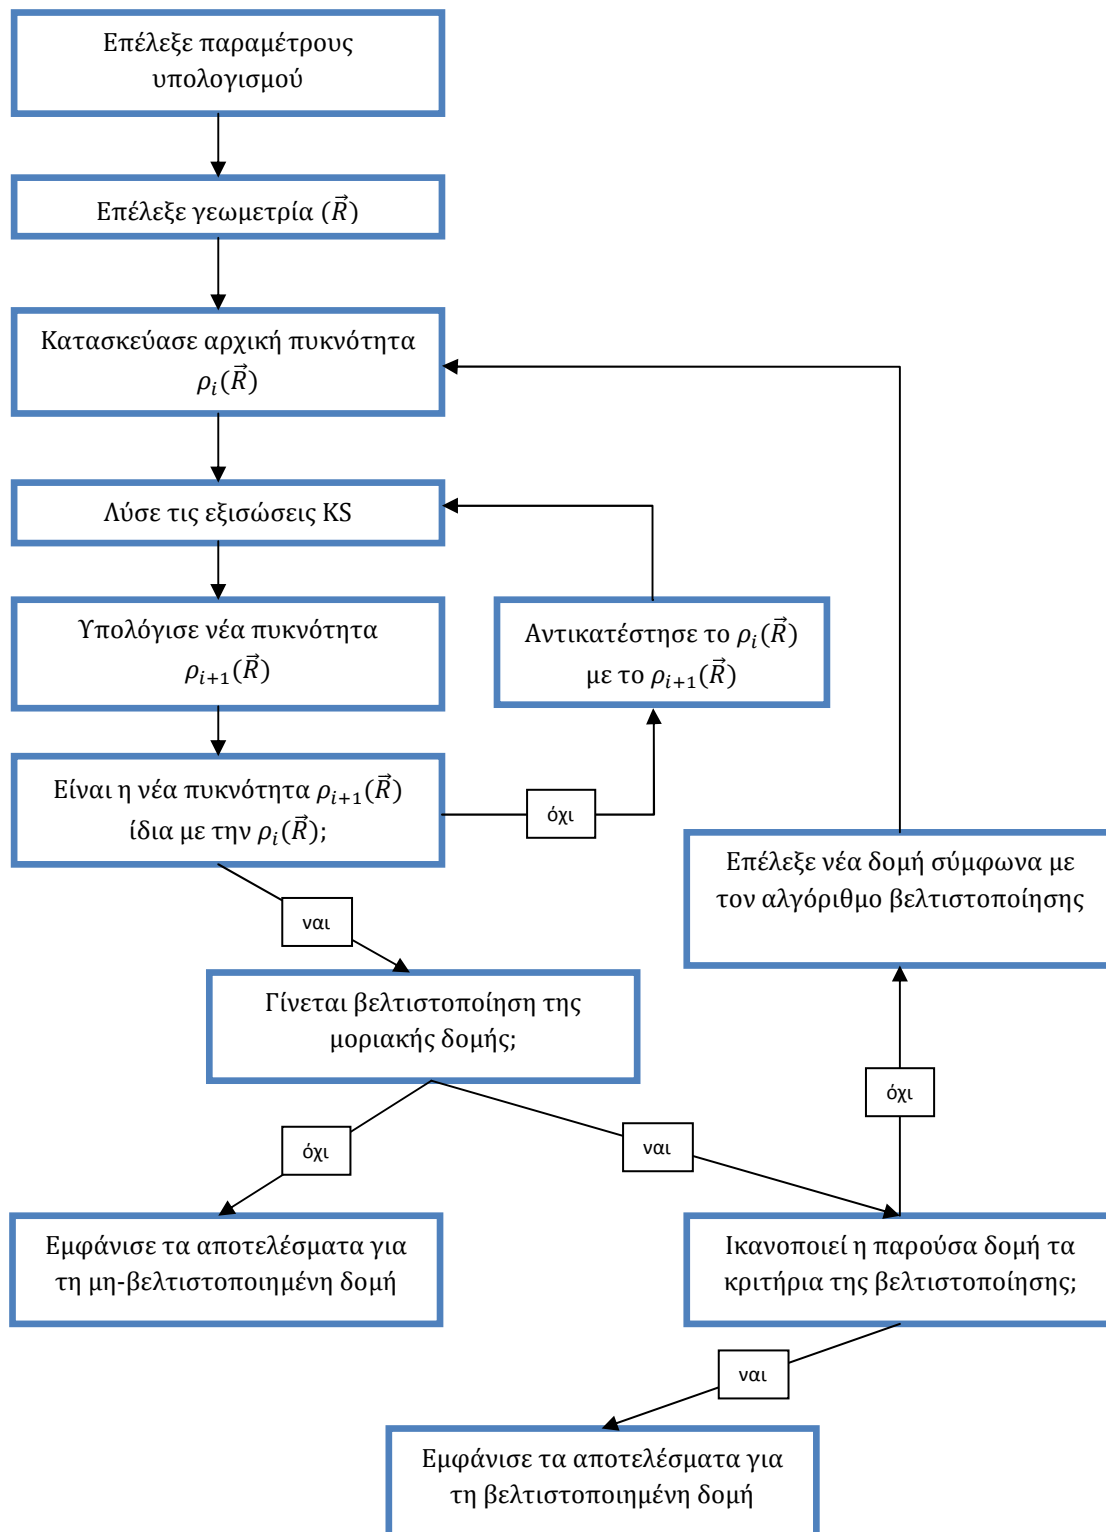 Επέλεξε παραμέτρους
υπολογισμού
Επέλεξε γεωμετρία (R⃗)
Κατασκεύασε αρχική πυκνότητα
ρᵢ(R⃗)
Λύσε τις εξισώσεις KS
Υπολόγισε νέα πυκνότητα
ρᵢ₊₁(R⃗)
Αντικατέστησε το ρᵢ(R⃗)
με το ρᵢ₊₁(R⃗)
Είναι η νέα πυκνότητα ρᵢ₊₁(R⃗)
ίδια με την ρᵢ(R⃗);
όχι
Επέλεξε νέα δομή σύμφωνα με
τον αλγόριθμο βελτιστοποίησης
ναι
Γίνεται βελτιστοποίηση της
μοριακής δομής;
όχι
όχι
ναι
Εμφάνισε τα αποτελέσματα για
τη μη-βελτιστοποιημένη δομή
Ικανοποιεί η παρούσα δομή τα
κριτήρια της βελτιστοποίησης;
ναι
Εμφάνισε τα αποτελέσματα για
τη βελτιστοποιημένη δομή